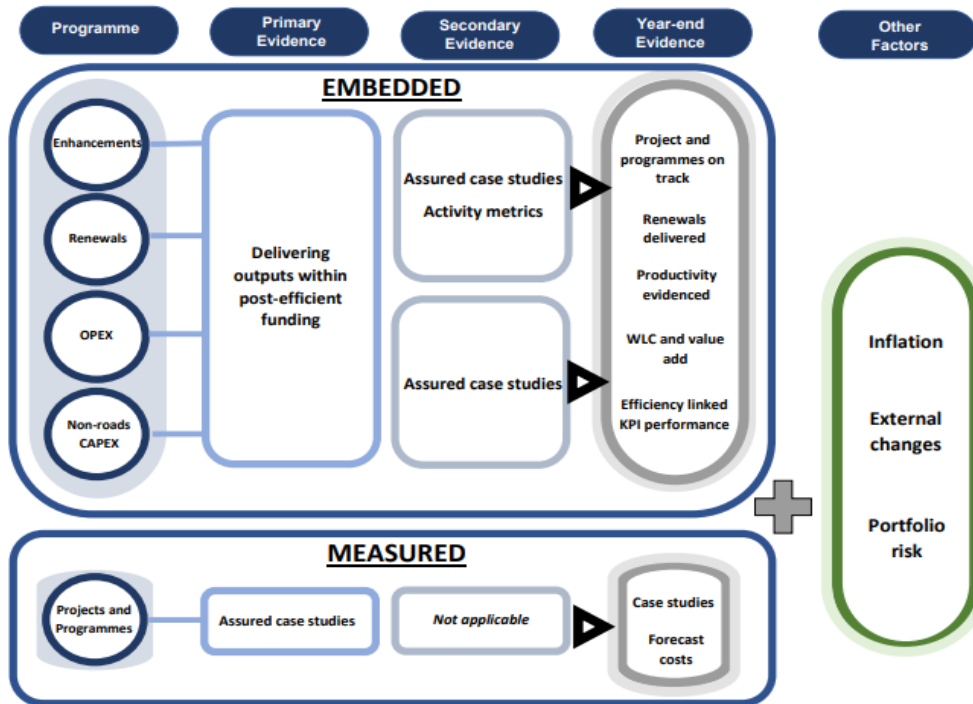 Programme
Primary
Evidence
Secondary
Evidence
Year-end
Evidence
Other
Factors
EMBEDDED
Enhancements
Renewals
OPEX
Non-roads
CAPEX
Delivering
outputs within
post-efficient
funding
Assured case studies
Activity metrics
Assured case studies
Project and
programmes on
track
Renewals
delivered
Productivity
evidenced
WLC and value
add
Efficiency linked
KPI performance
Inflation
External
changes
Portfolio
risk
MEASURED
Projects and
Programmes
Assured case studies
Not applicable
Case studies
Forecast
costs